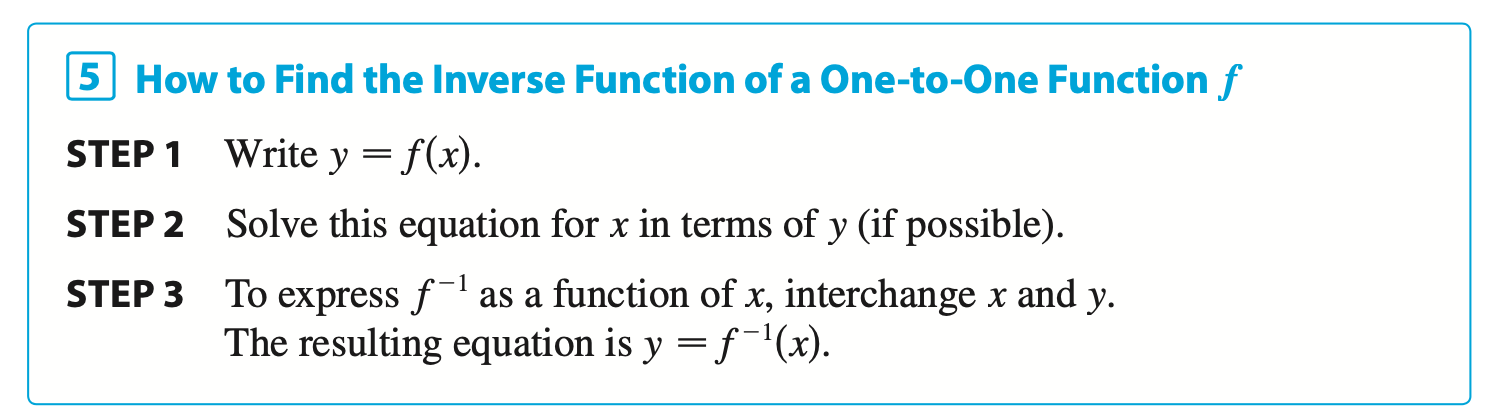 5 How to Find the Inverse Function of a One-to-One Function f
STEP 1 Write y = f(x).
STEP 2 Solve this equation for x in terms of y (if possible).
STEP 3 To express f⁻¹ as a function of x, interchange x and y.
The resulting equation is y = f⁻¹(x).